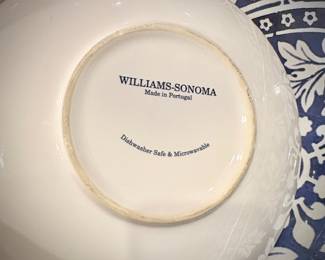 WILLIAMS-SONOMA
Made in Portugal
Dishwasher Safe & Microwavable